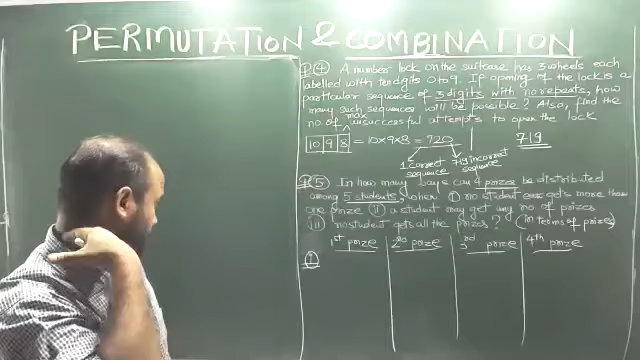 PERMUTATION & COMBINATION
Q.4 A number lock on the suitcase has 3 wheels each
labelled with ten digits 0 to 9. If opening of the lock is a
particular sequence of 3 digits with no repeats, how
many such sequences will be possible? Also, find the
no. of max unsuccessful attempts to open the lock
10 9 8 = 10×9×8 = 720
719
1 correct sequence
719 incorrect sequence
Q.5 In how many ways can 4 prizes be distributed
among 5 students, when (i) no student gets more than
one prize (ii) a student may get any no of prizes
(iii) no student gets all the prizes? (in terms of prize)
(i) 1st prize 2nd prize 3rd prize 4th prize